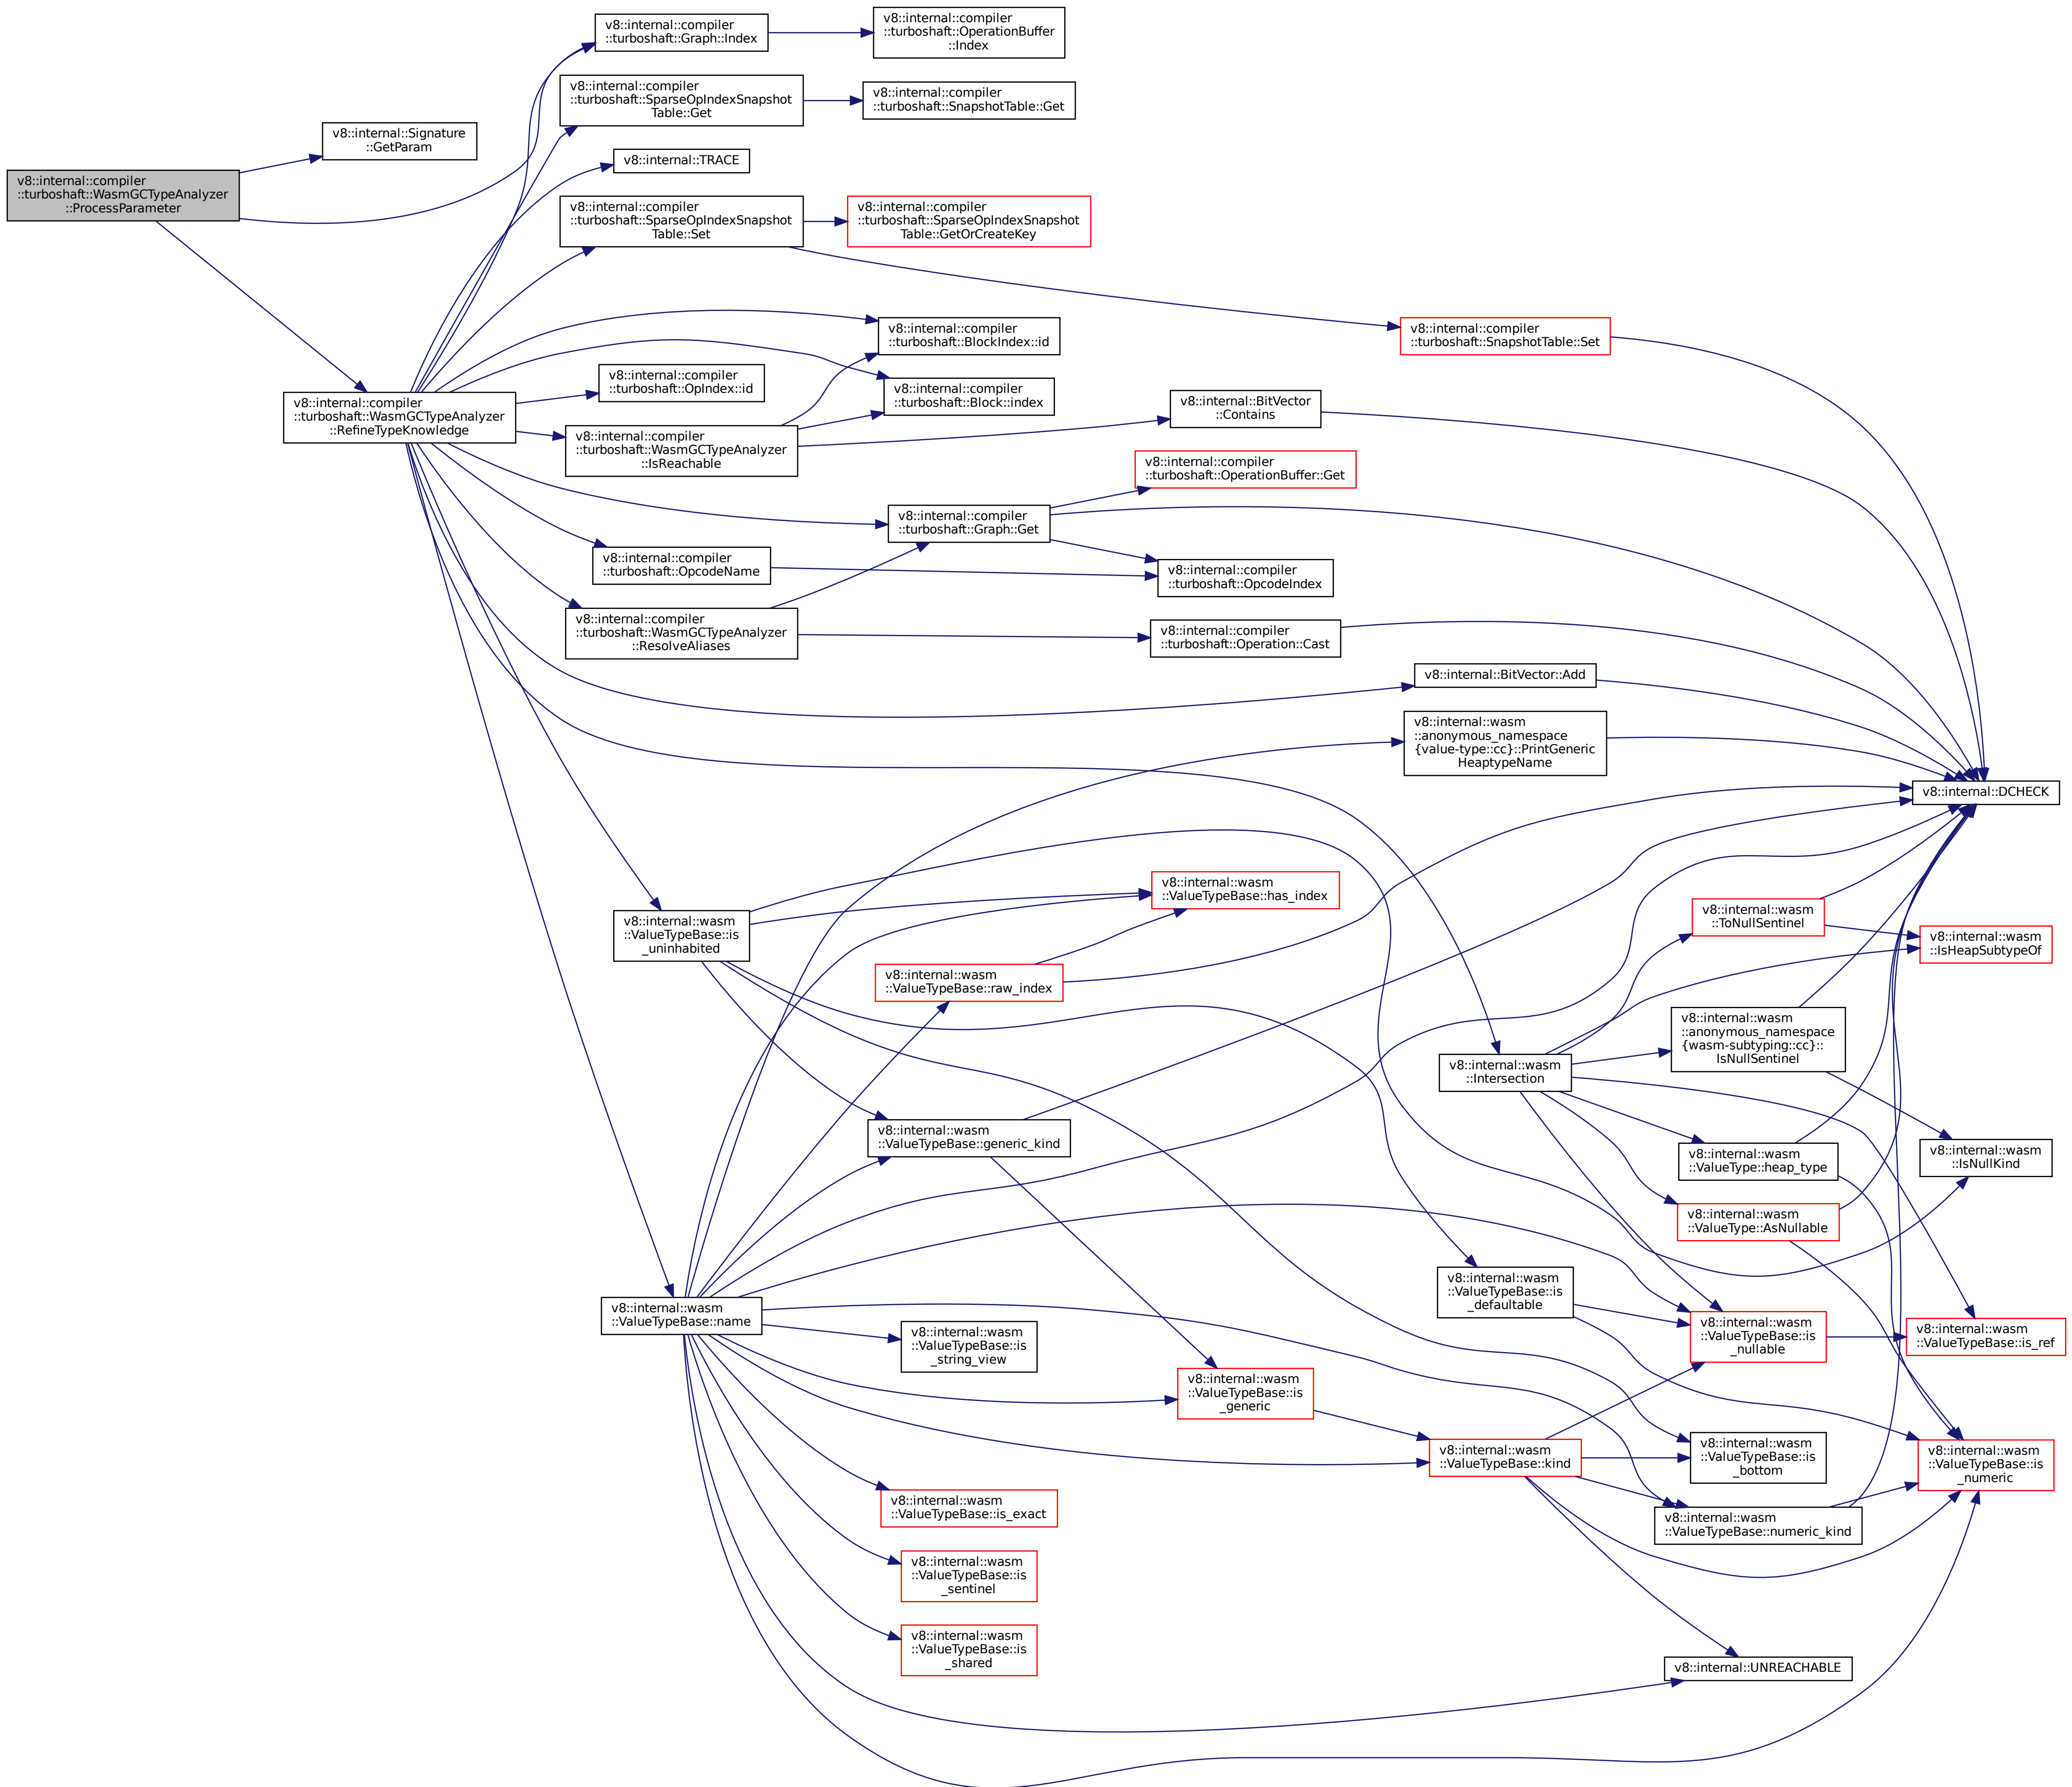 v8::internal::compiler
::turboshaft::WasmGCTypeAnalyzer
::ProcessParameter
v8::internal::Signature
::GetParam
v8::internal::compiler
::turboshaft::WasmGCTypeAnalyzer
::RefineTypeKnowledge
v8::internal::compiler
::turboshaft::Graph::Index
v8::internal::compiler
::turboshaft::OperationBuffer
::Index
v8::internal::compiler
::turboshaft::SparseOpIndexSnapshot
Table::Get
v8::internal::compiler
::turboshaft::SnapshotTable::Get
v8::internal::TRACE
v8::internal::compiler
::turboshaft::SparseOpIndexSnapshot
Table::Set
v8::internal::compiler
::turboshaft::SparseOpIndexSnapshot
Table::GetOrCreateKey
v8::internal::compiler
::turboshaft::SnapshotTable::Set
v8::internal::compiler
::turboshaft::BlockIndex::id
v8::internal::compiler
::turboshaft::OpIndex::id
v8::internal::compiler
::turboshaft::Block::index
v8::internal::compiler
::turboshaft::WasmGCTypeAnalyzer
::IsReachable
v8::internal::BitVector
::Contains
v8::internal::compiler
::turboshaft::OperationBuffer::Get
v8::internal::compiler
::turboshaft::Graph::Get
v8::internal::compiler
::turboshaft::OpcodeName
v8::internal::compiler
::turboshaft::OpcodeIndex
v8::internal::compiler
::turboshaft::WasmGCTypeAnalyzer
::ResolveAliases
v8::internal::compiler
::turboshaft::Operation::Cast
v8::internal::BitVector::Add
v8::internal::wasm
::anonymous_namespace
{value-type::cc}::PrintGeneric
HeaptypeName
v8::internal::DCHECK
v8::internal::wasm
::ValueTypeBase::has_index
v8::internal::wasm
::ValueTypeBase::is
_uninhabited
v8::internal::wasm
::ToNullSentinel
v8::internal::wasm
::IsHeapSubtypeOf
v8::internal::wasm
::ValueTypeBase::raw_index
v8::internal::wasm
::anonymous_namespace
{wasm-subtyping::cc}::
IsNullSentinel
v8::internal::wasm
::Intersection
v8::internal::wasm
::ValueTypeBase::generic_kind
v8::internal::wasm
::ValueType::heap_type
v8::internal::wasm
::IsNullKind
v8::internal::wasm
::ValueType::AsNullable
v8::internal::wasm
::ValueTypeBase::is
_defaultable
v8::internal::wasm
::ValueTypeBase::name
v8::internal::wasm
::ValueTypeBase::is
_string_view
v8::internal::wasm
::ValueTypeBase::is
_nullable
v8::internal::wasm
::ValueTypeBase::is_ref
v8::internal::wasm
::ValueTypeBase::is
_generic
v8::internal::wasm
::ValueTypeBase::kind
v8::internal::wasm
::ValueTypeBase::is
_bottom
v8::internal::wasm
::ValueTypeBase::is
_numeric
v8::internal::wasm
::ValueTypeBase::is_exact
v8::internal::wasm
::ValueTypeBase::numeric_kind
v8::internal::wasm
::ValueTypeBase::is
_sentinel
v8::internal::wasm
::ValueTypeBase::is
_shared
v8::internal::UNREACHABLE